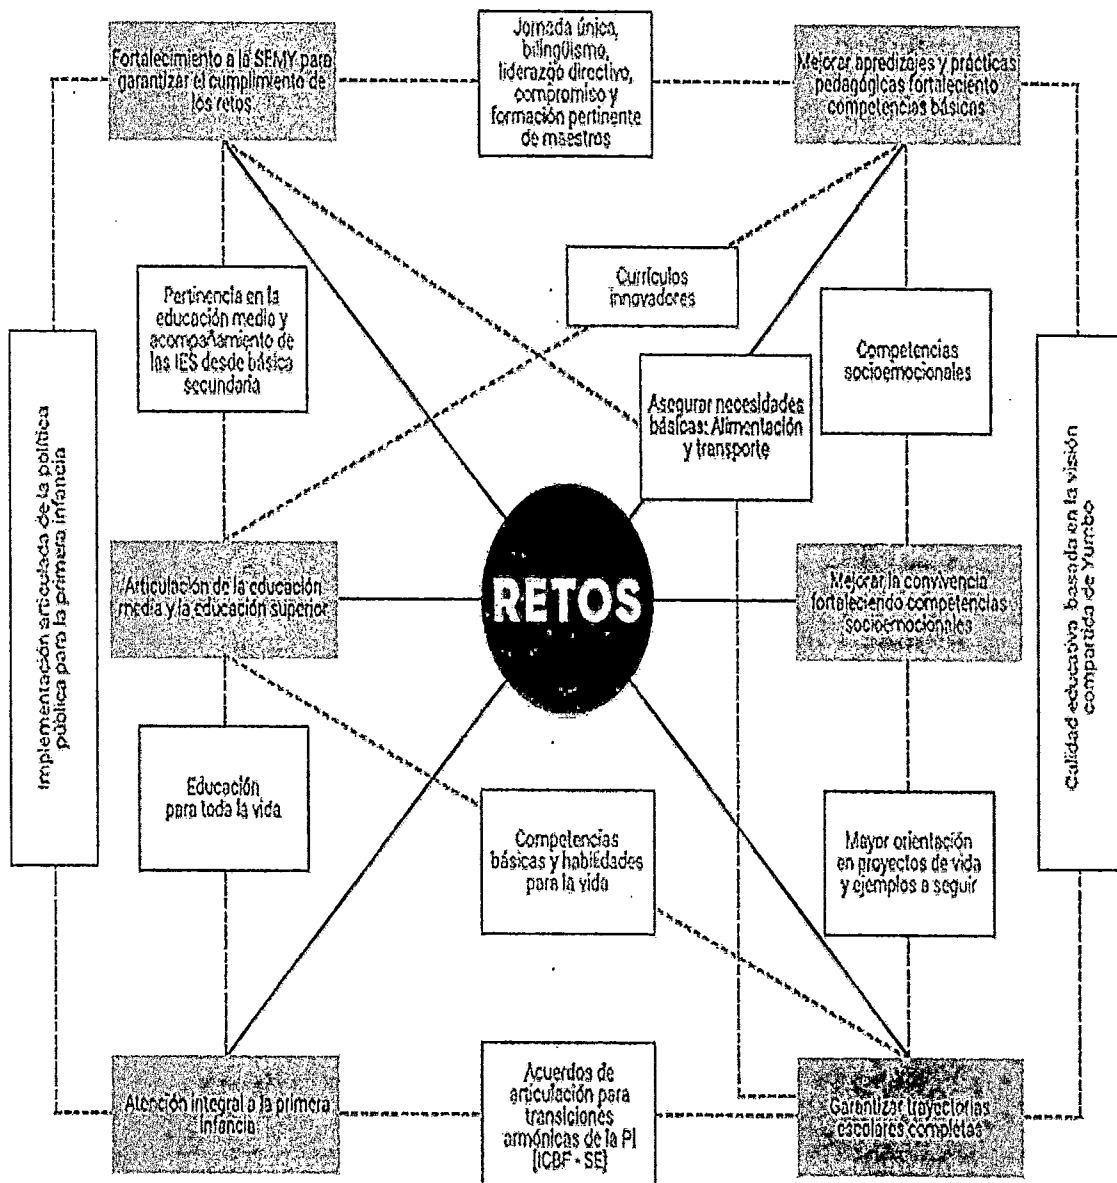 Fortalecimiento a la SEMY para
garantizar el cumplimiento de
los retos
Jornada única,
bilingüismo,
liderazgo directivo,
compromiso y
formación pertinente
de maestros
Mejorar apredizajes y prácticas
pedagógicas fortaleciento
competencias básicas
Pertinencia en la
educación media y
acompañamiento de
las IES desde básica
secundaria
Currículos
innovadores
Competencias
socioemocionales
Asegurar necesidades
básicas: Alimentación
y transporte
Implementación articulada de la política
pública para la primera infancia
Calidad educativa basada en la visión
compartida de Yumbo
Articulación de la educación
media y la educación superior
RETOS
Mejorar la convivencia
fortaleciendo competencias
socioemocionales
Educación
para toda la vida
Competencias
básicas y habilidades
para la vida
Mayor orientación
en proyectos de vida
y ejemplos a seguir
Atención integral a la primera
infancia
Acuerdos de
articulación para
transiciones
armónicas de la PI
(ICBF - SE)
Garantizar trayectorias
escolares completas